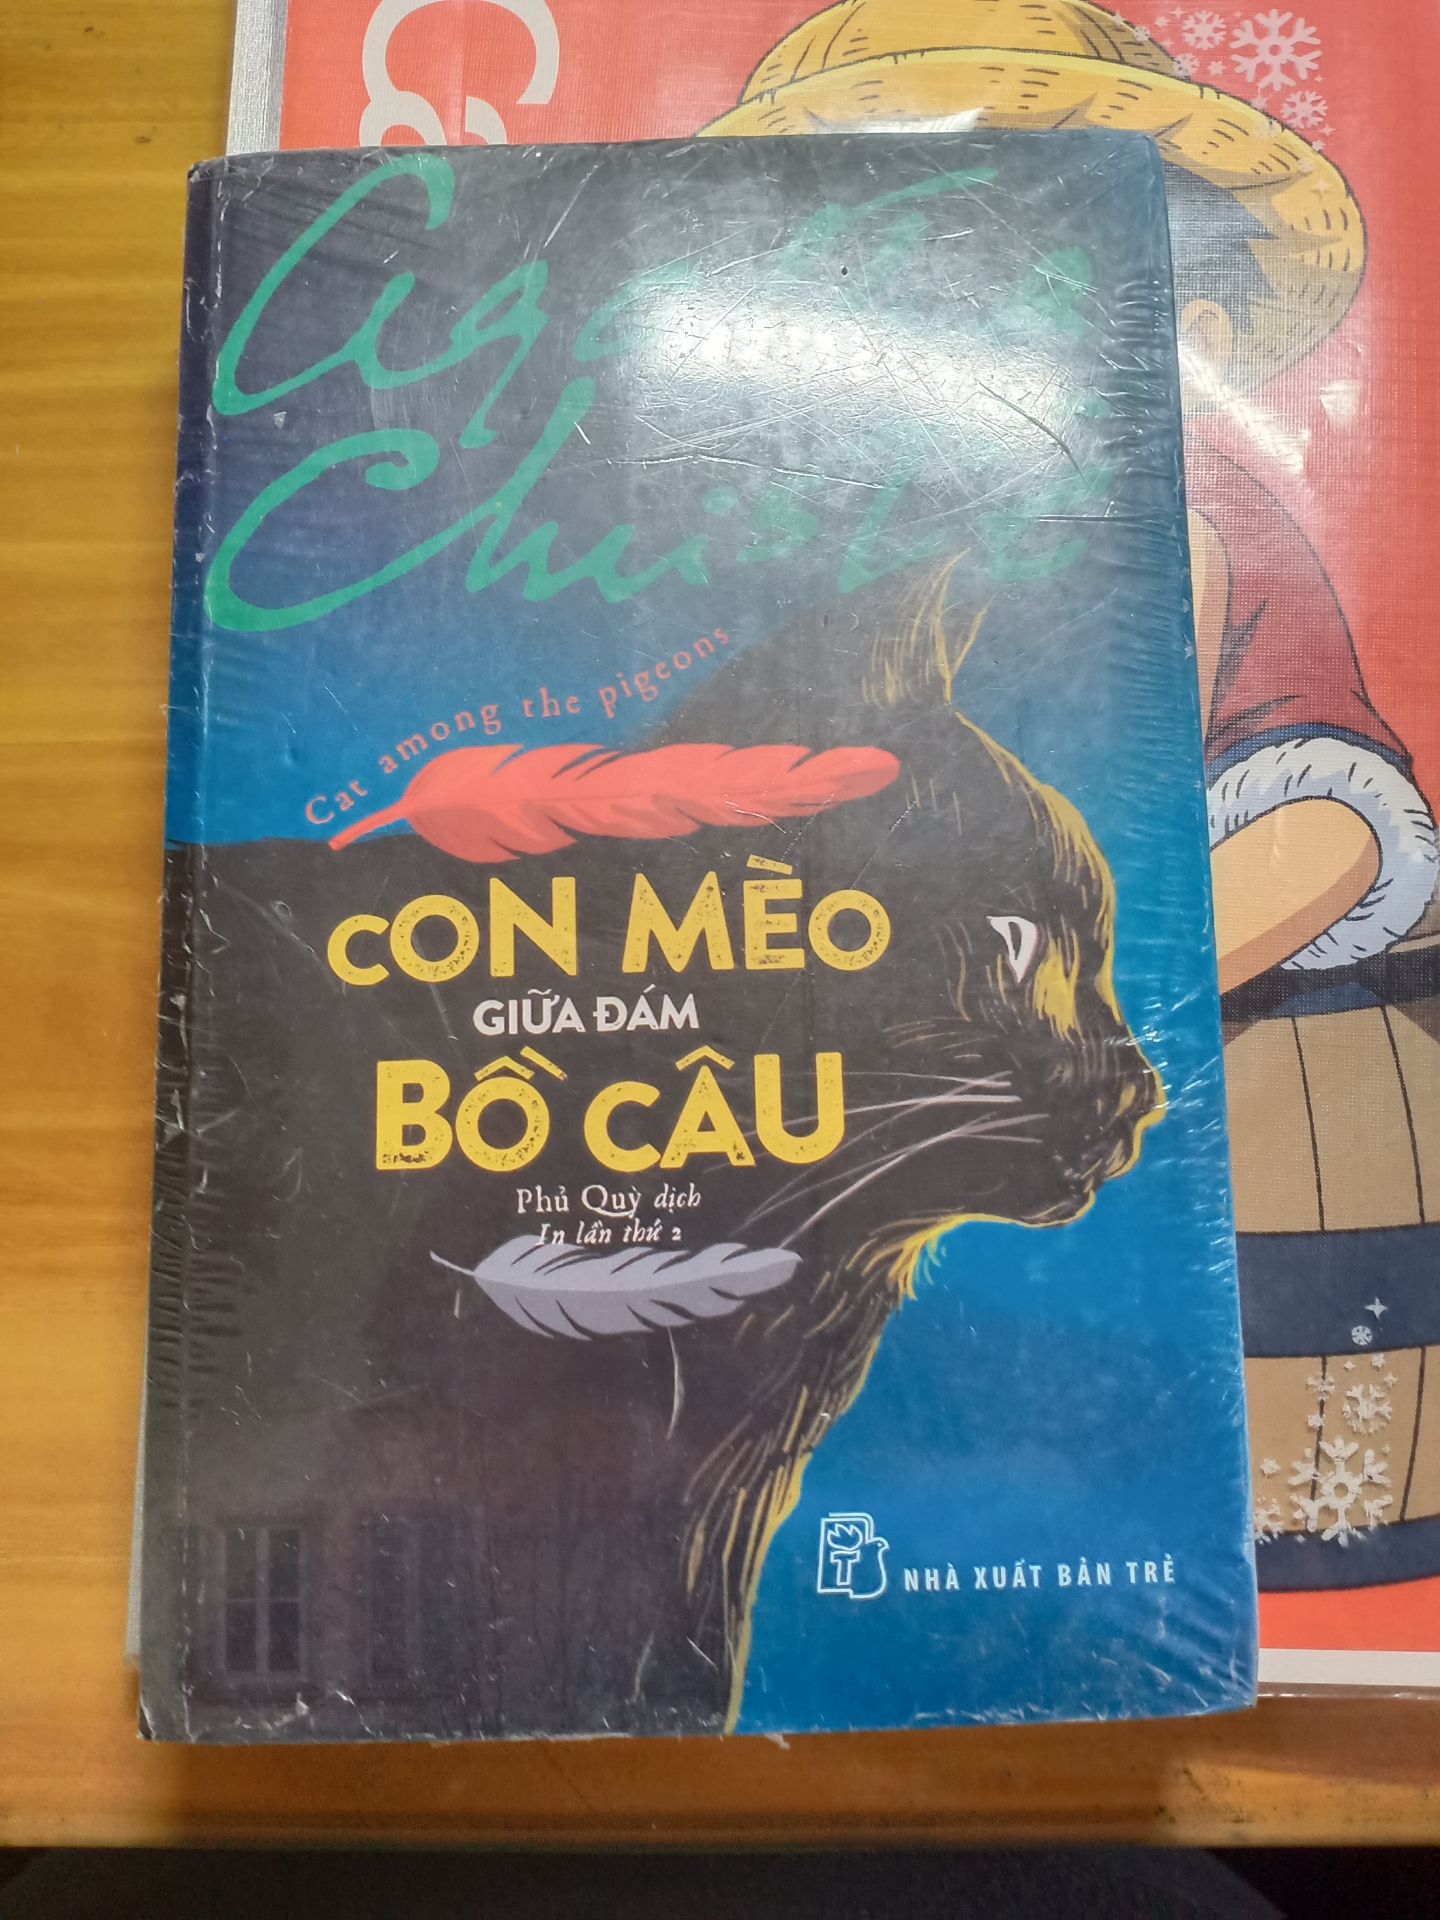 Agatha
Christie
Cat among the pigeons
CON MÈO
GIỮA ĐÁM
BỒ CÂU
Phủ Quỳ dịch
In lần thứ 2
NHÀ XUẤT BẢN TRẺ